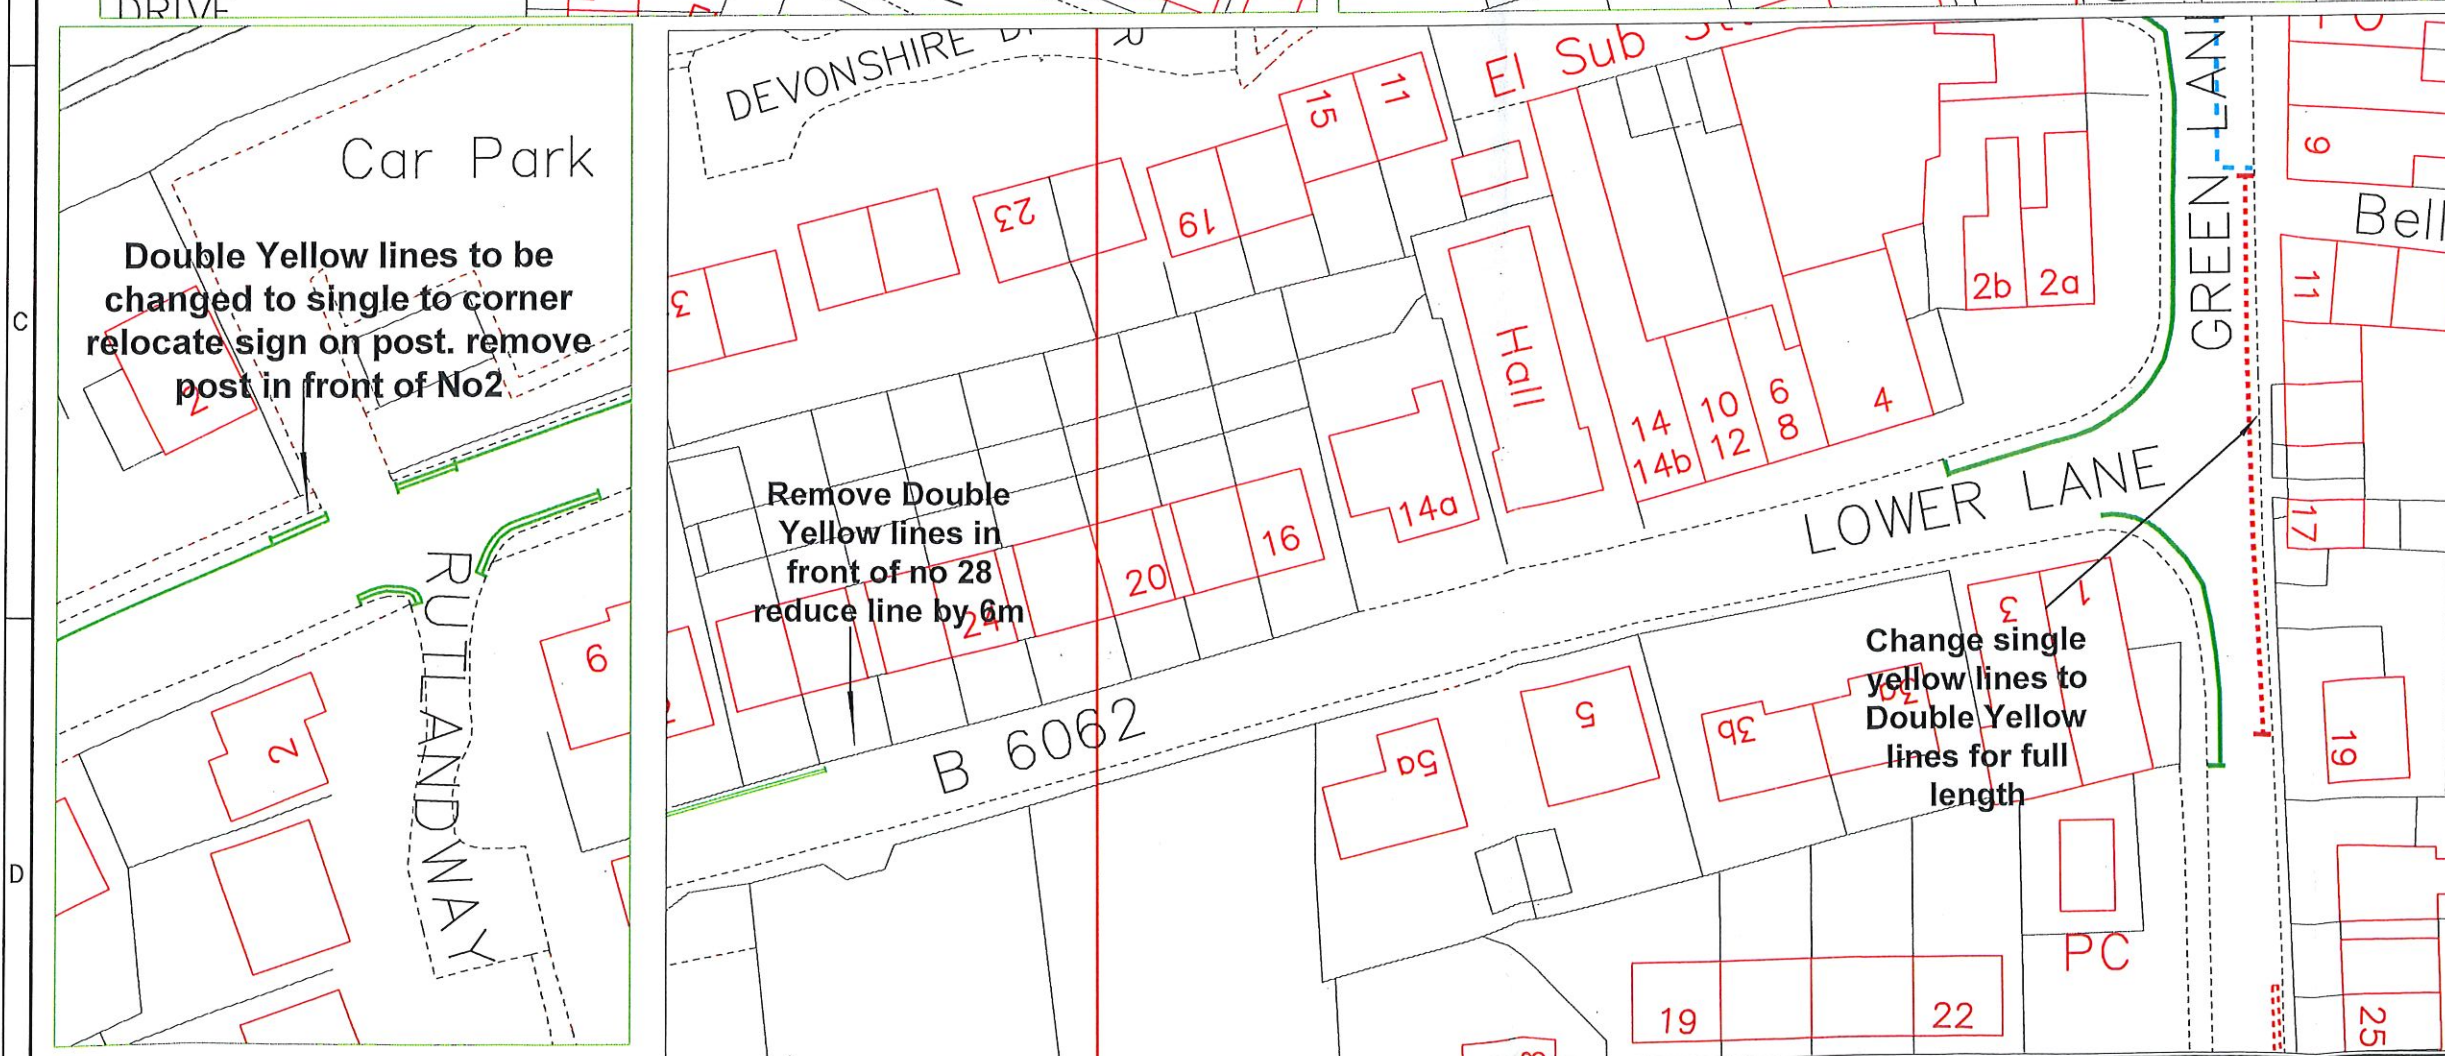 DRIVE
C
D
Car Park
Double Yellow lines to be
changed to single to corner
relocate sign on post. remove
post in front of No2
2
RUTLANDWAY
9
2
DEVONSHIRE
El Sub
15
11
23
19
3
Hall
14
14b
10
12
6
8
4
2b
2a
GREEN LAN
9
Bell
11
17
19
25
Remove Double
Yellow lines in
front of no 28
reduce line by 6m
24
20
16
14a
LOWER LANE
B 6062
5a
5
3b
3a
3
1
Change single
yellow lines to
Double Yellow
lines for full
length
PC
19
22